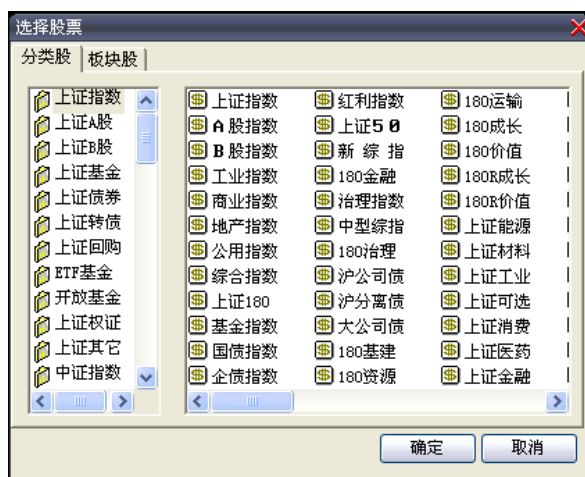 选择股票
分类股 板块股
上证指数
上证A股
上证B股
上证基金
上证债券
上证转债
上证回购
ETF基金
开放基金
上证权证
上证其它
中证指数
上证指数 红利指数 180运输
A股指数 上证50 180成长
B股指数 新 综 指 180价值
工业指数 180金融 180R成长
商业指数 治理指数 180R价值
地产指数 中型综指 上证能源
公用指数 180治理 上证材料
综合指数 沪公司债 上证工业
上证180 沪分离债 上证可选
基金指数 大公司债 上证消费
国债指数 180基建 上证医药
企债指数 180资源 上证金融
确定 取消